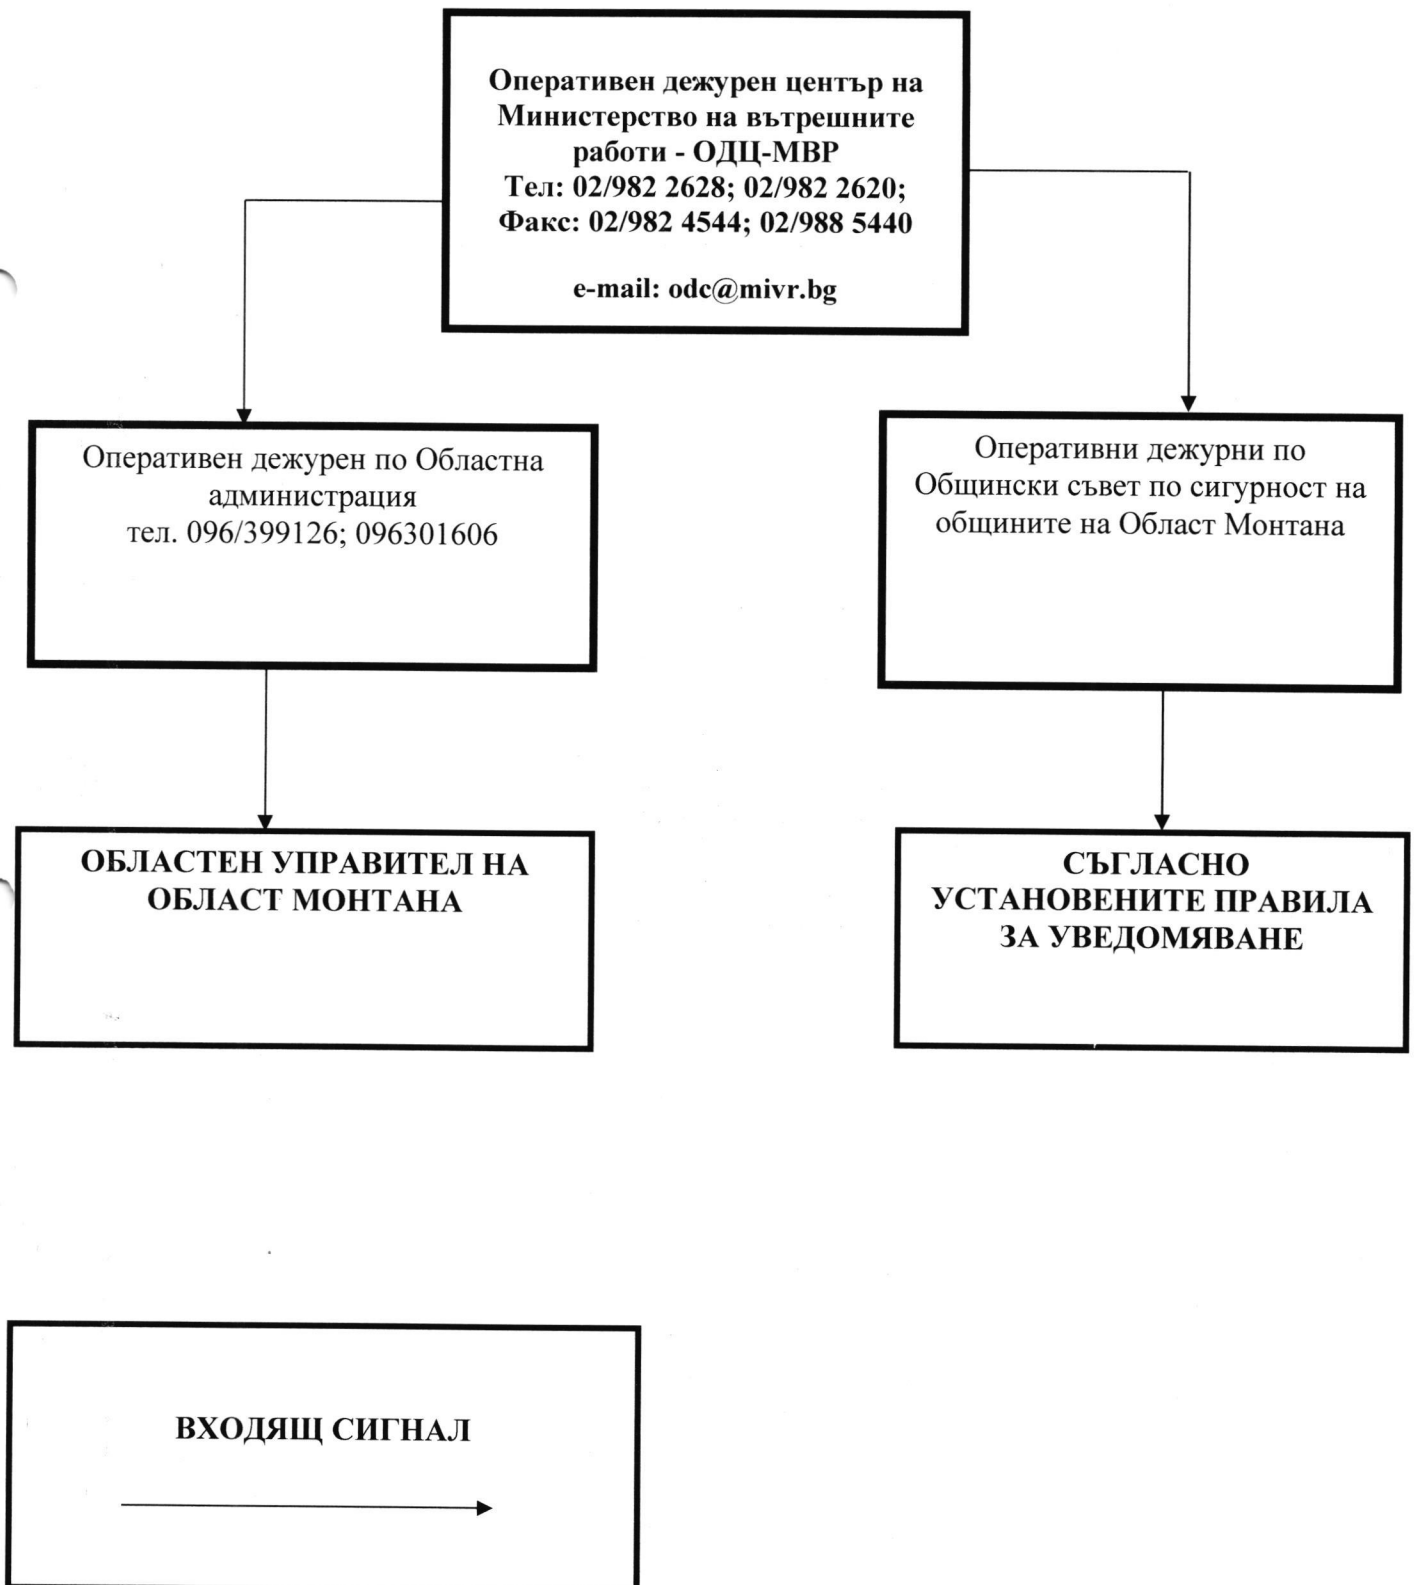 Оперативен дежурен център на
Министерство на вътрешните
работи - ОДЦ-МВР
Тел: 02/982 2628; 02/982 2620;
Факс: 02/982 4544; 02/988 5440
e-mail: odc@mivr.bg
Оперативен дежурен по Областна
администрация
тел. 096/399126; 096301606
Оперативни дежурни по
Общински съвет по сигурност на
общините на Област Монтана
ОБЛАСТЕН УПРАВИТЕЛ НА
ОБЛАСТ МОНТАНА
СЪГЛАСНО
УСТАНОВЕНИТЕ ПРАВИЛА
ЗА УВЕДОМЯВАНЕ
ВХОДЯЩ СИГНАЛ